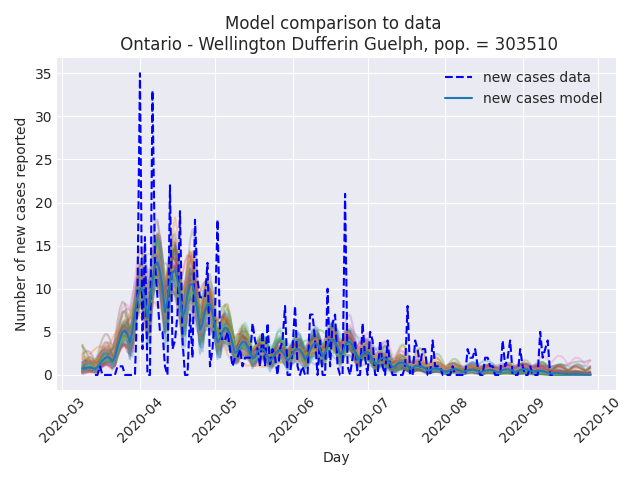 Model comparison to data
Ontario - Wellington Dufferin Guelph, pop. = 303510
new cases data
new cases model
Number of new cases reported
35
30
25
20
15
10
5
0
2020-03
2020-04
2020-05
2020-06
2020-07
2020-08
2020-09
2020-10
Day